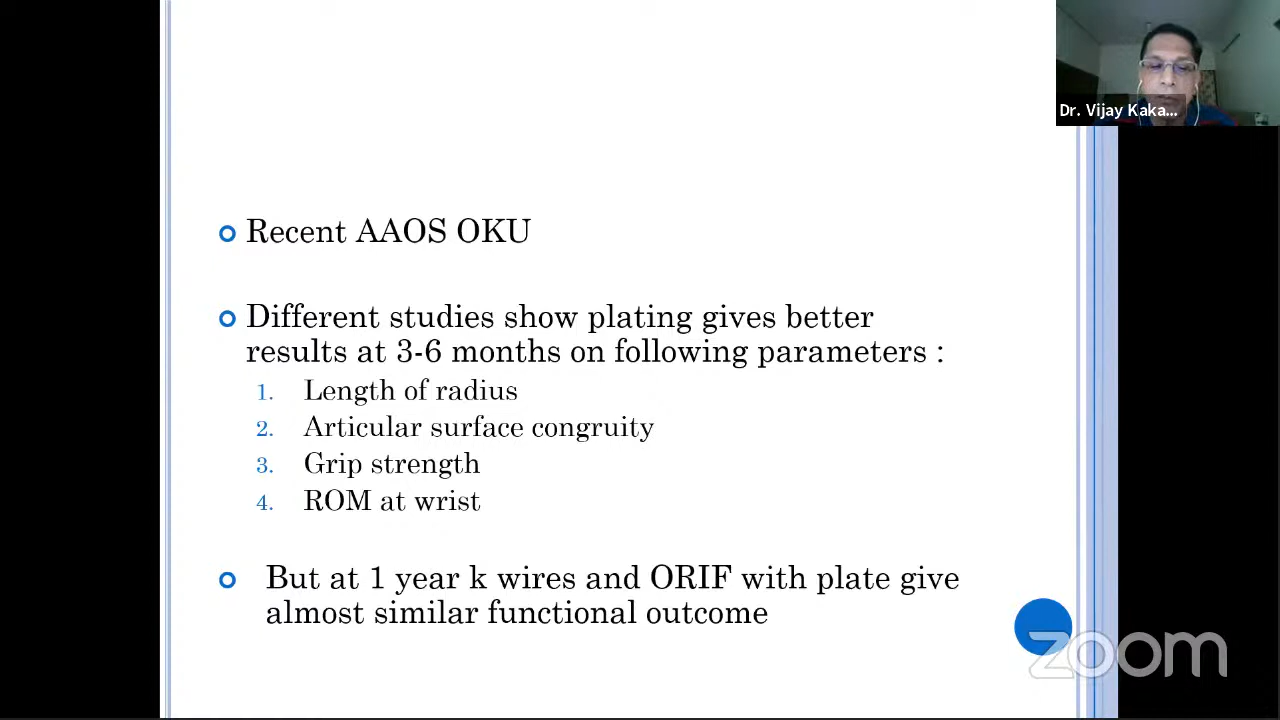 Dr. Vijay Kaka...
Recent AAOS OKU
Different studies show plating gives better
results at 3-6 months on following parameters :
1. Length of radius
2. Articular surface congruity
3. Grip strength
4. ROM at wrist
But at 1 year k wires and ORIF with plate give
almost similar functional outcome
zoom